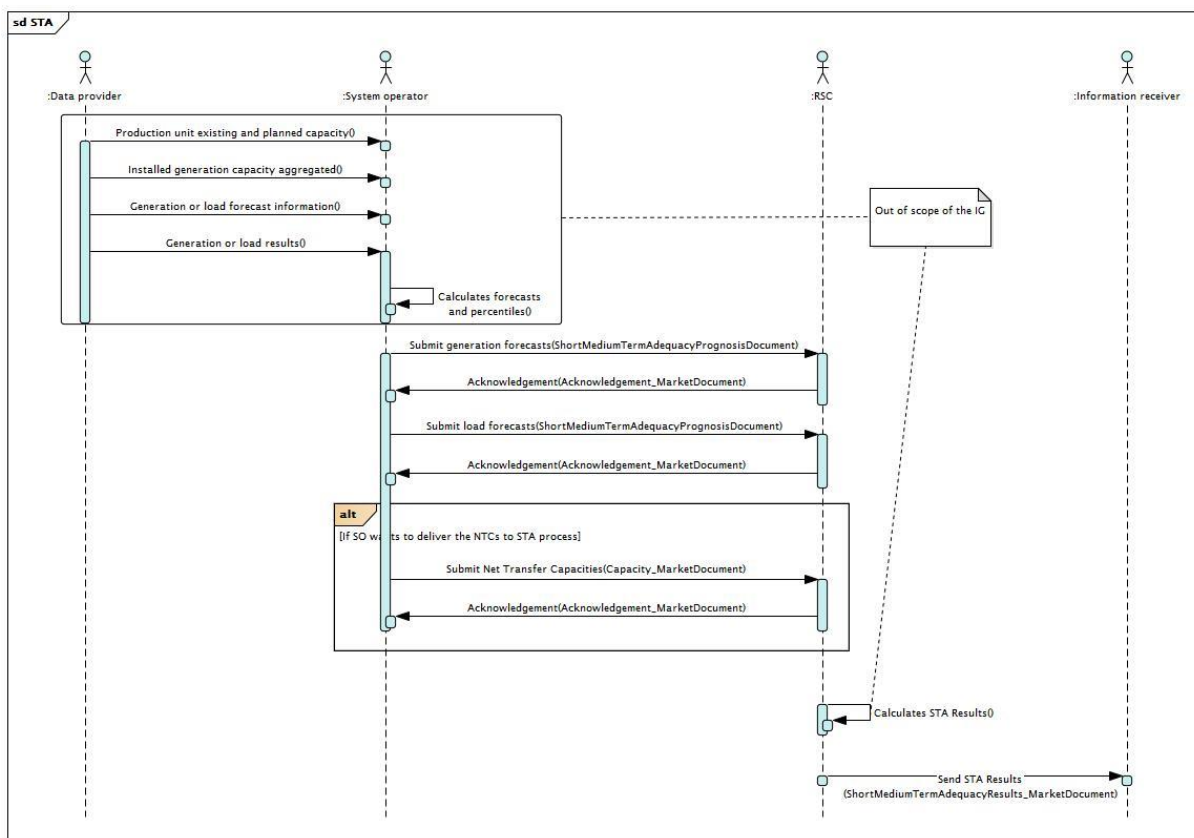 sd STA
:Data provider
:System operator
:RSC
:Information receiver
Production unit existing and planned capacity()
Installed generation capacity aggregated()
Generation or load forecast information()
Out of scope of the IG
Generation or load results()
Calculates forecasts
and percentiles()
Submit generation forecasts(ShortMediumTermAdequacyPrognosisDocument)
Acknowledgement(Acknowledgement_MarketDocument)
Submit load forecasts(ShortMediumTermAdequacyPrognosisDocument)
Acknowledgement(Acknowledgement_MarketDocument)
alt
[If SO wants to deliver the NTCs to STA process]
Submit Net Transfer Capacities(Capacity_MarketDocument)
Acknowledgement(Acknowledgement_MarketDocument)
Calculates STA Results()
Send STA Results
(ShortMediumTermAdequacyResults_MarketDocument)